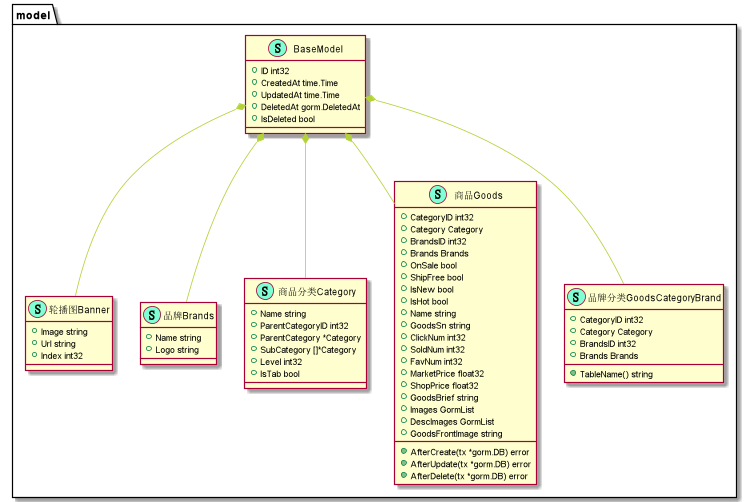 model
S BaseModel
ID int32
CreatedAt time.Time
UpdatedAt time.Time
DeletedAt gorm.DeletedAt
IsDeleted bool
S 轮播图Banner
Image string
Url string
Index int32
S 品牌Brands
Name string
Logo string
S 商品分类Category
Name string
ParentCategoryID int32
ParentCategory *Category
SubCategory []*Category
Level int32
IsTab bool
S 商品Goods
CategoryID int32
Category Category
BrandsID int32
Brands Brands
OnSale bool
ShipFree bool
IsNew bool
IsHot bool
Name string
GoodsSn string
ClickNum int32
SoldNum int32
FavNum int32
MarketPrice float32
ShopPrice float32
GoodsBrief string
Images GormList
DescImages GormList
GoodsFrontImage string
AfterCreate(tx *gorm.DB) error
AfterUpdate(tx *gorm.DB) error
AfterDelete(tx *gorm.DB) error
S 品牌分类GoodsCategoryBrand
CategoryID int32
Category Category
BrandsID int32
Brands Brands
TableName() string